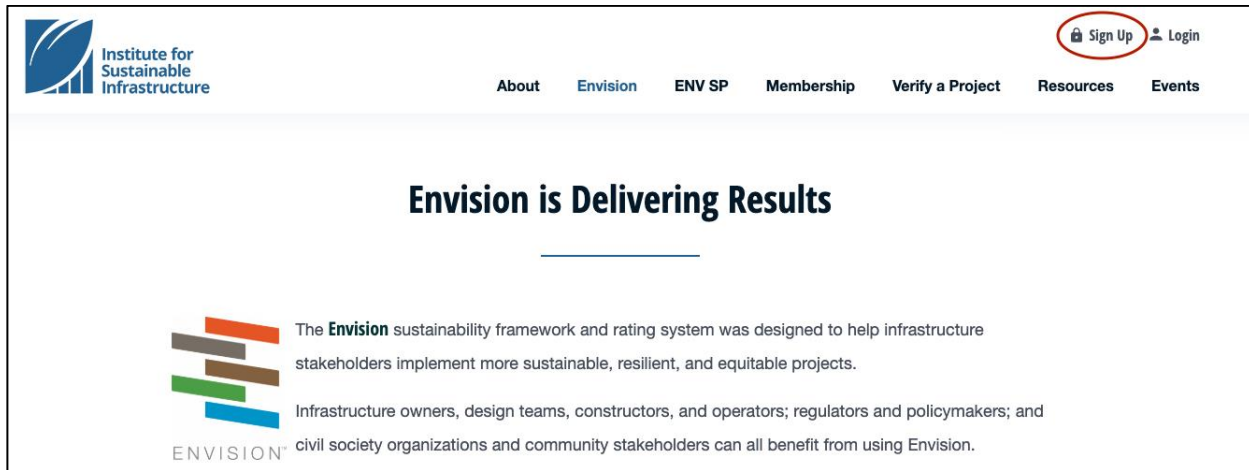 Institute for
Sustainable
Infrastructure
Sign Up Login
About Envision ENV SP Membership Verify a Project Resources Events
Envision is Delivering Results
The Envision sustainability framework and rating system was designed to help infrastructure
stakeholders implement more sustainable, resilient, and equitable projects.
Infrastructure owners, design teams, constructors, and operators; regulators and policymakers; and
civil society organizations and community stakeholders can all benefit from using Envision.
ENVISION™